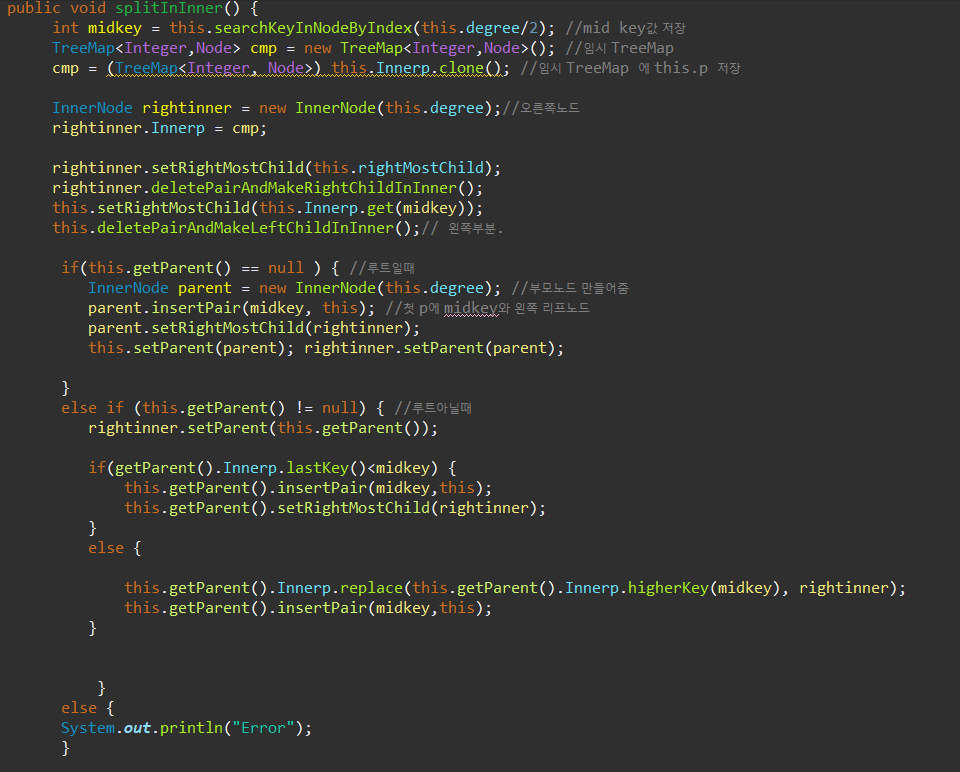 public void splitInInner() {
int midkey = this.searchKeyInNodeByIndex(this.degree/2); //mid key값 저장
TreeMap<Integer,Node> cmp = new TreeMap<Integer,Node>(); //임시 TreeMap
cmp = (TreeMap<Integer, Node>) this.Innerp.clone(); //임시 TreeMap 에 this.p 저장
InnerNode rightinner = new InnerNode(this.degree);//오른쪽노드
rightinner.Innerp = cmp;
rightinner.setRightMostChild(this.rightMostChild);
rightinner.deletePairAndMakeRightChildInInner();
this.setRightMostChild(this.Innerp.get(midkey));
this.deletePairAndMakeLeftChildInInner();// 왼쪽부분.
if(this.getParent() == null ) { //루트일때
InnerNode parent = new InnerNode(this.degree); //부모노드 만들어줌
parent.insertPair(midkey, this); //첫 p에 midkey와 왼쪽 리프노드
parent.setRightMostChild(rightinner);
this.setParent(parent); rightinner.setParent(parent);
}
else if (this.getParent() != null) { //루트아닐때
rightinner.setParent(this.getParent());
if(getParent().Innerp.lastKey()<midkey) {
this.getParent().insertPair(midkey,this);
this.getParent().setRightMostChild(rightinner);
}
else {
this.getParent().Innerp.replace(this.getParent().Innerp.higherKey(midkey), rightinner);
this.getParent().insertPair(midkey,this);
}
}
else {
System.out.println("Error");
}